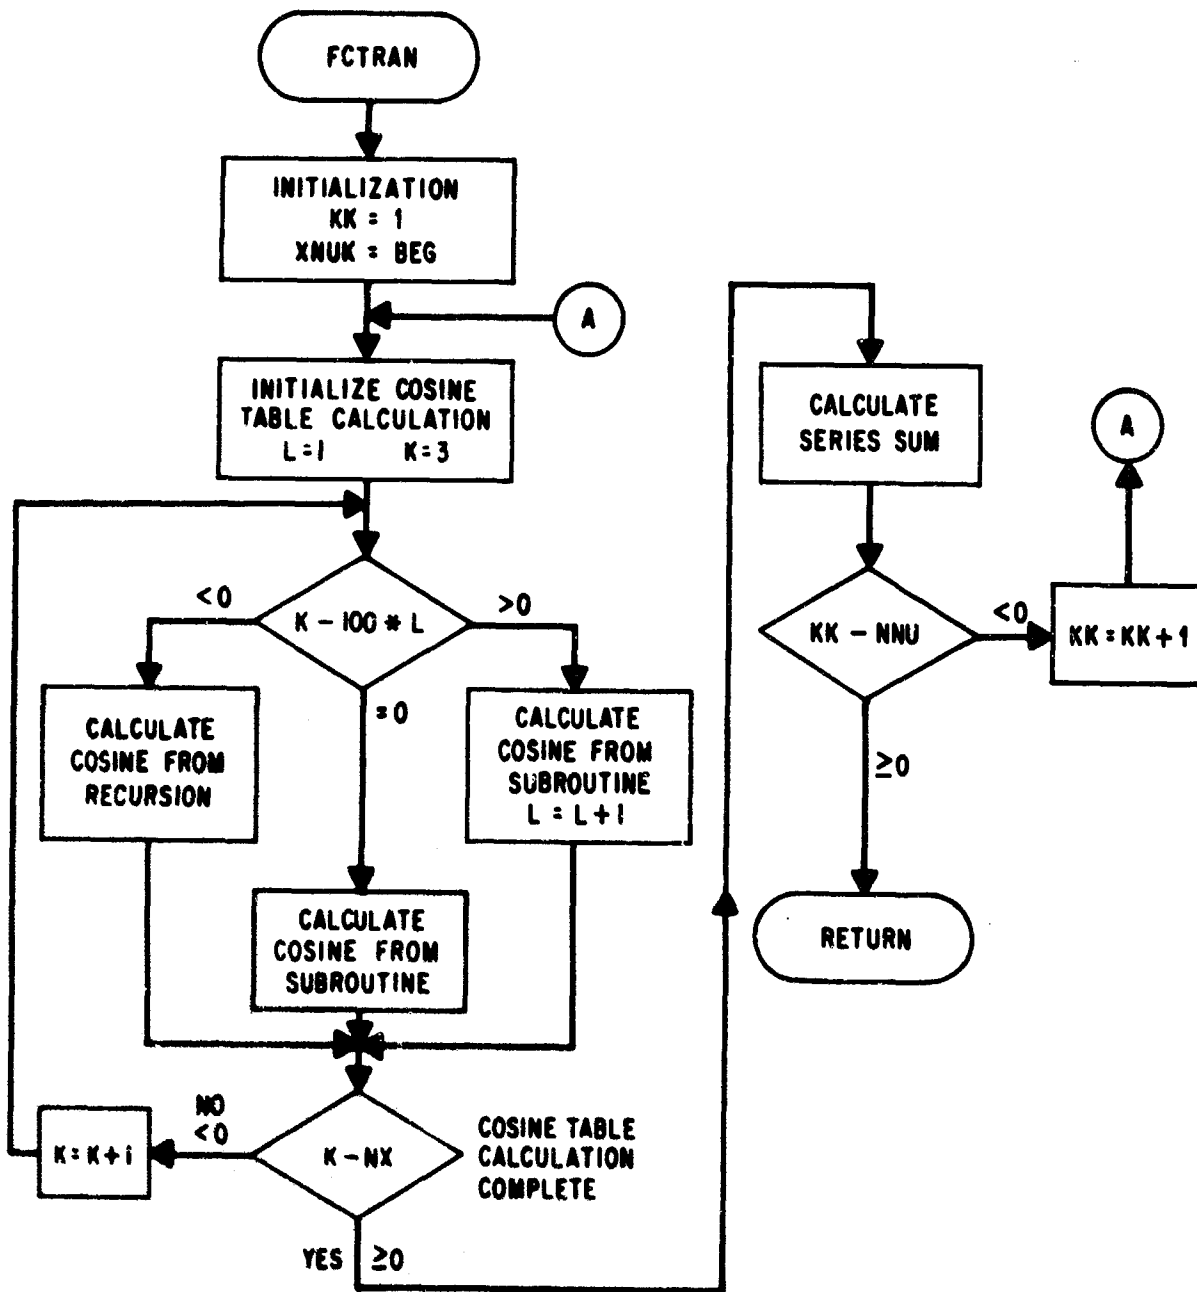 FCTRAN
INITIALIZATION
KK = 1
XNUK = BEG
A
INITIALIZE COSINE
TABLE CALCULATION
L=1 K=3
K - 100 * L
<0
>0
=0
CALCULATE
COSINE FROM
RECURSION
CALCULATE
COSINE FROM
SUBROUTINE
L = L + 1
CALCULATE
COSINE FROM
SUBROUTINE
K - NX
NO
<0
K = K + 1
COSINE TABLE
CALCULATION
COMPLETE
YES ≥0
CALCULATE
SERIES SUM
KK - NNU
<0
KK = KK + 1
A
≥0
RETURN